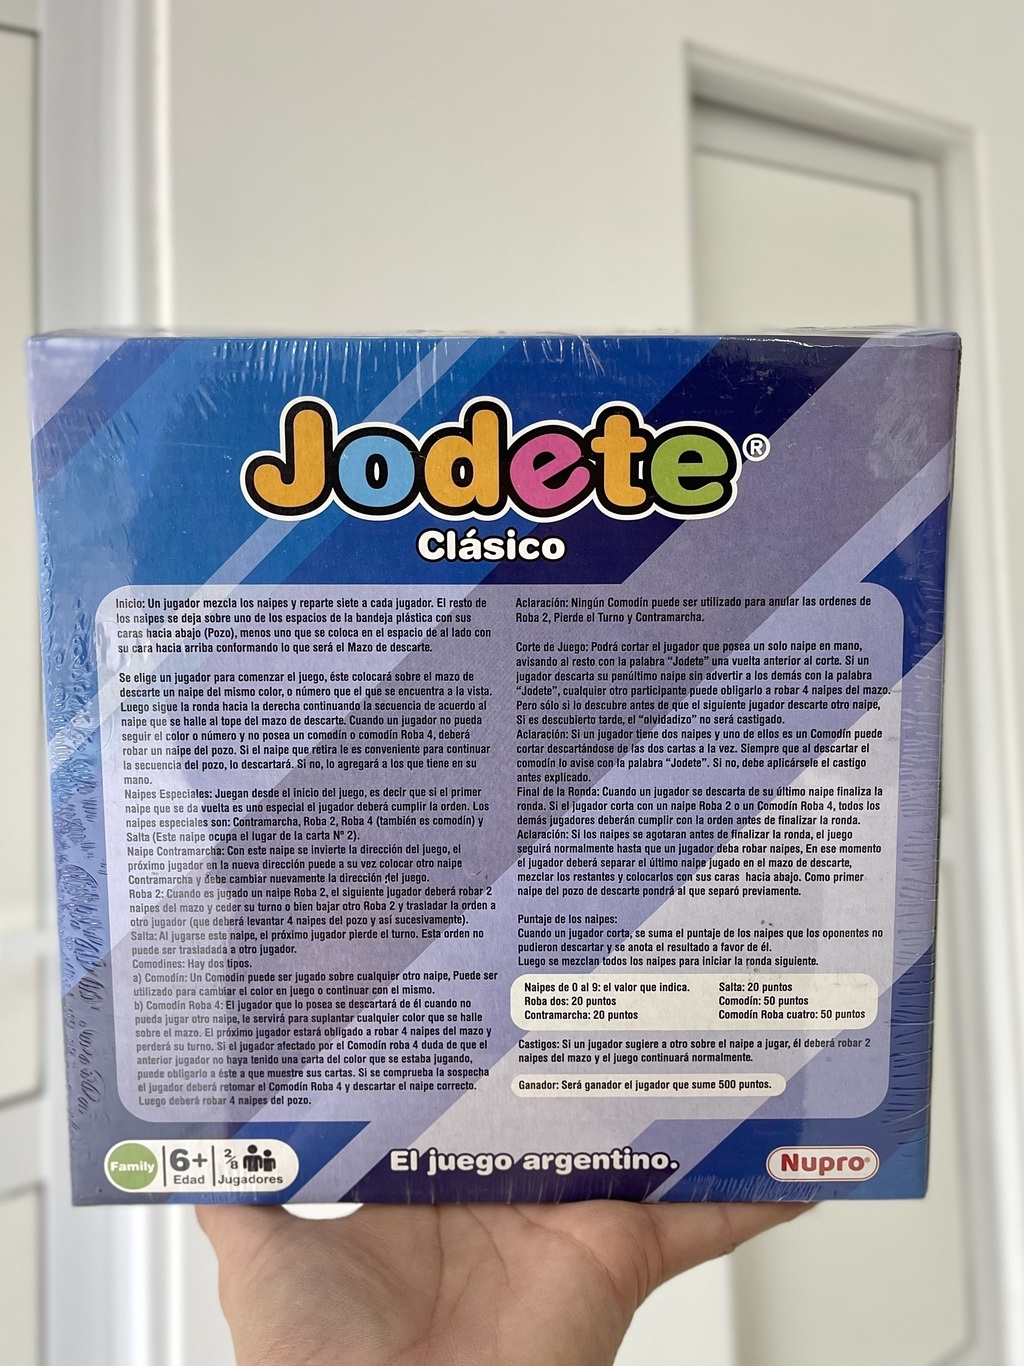 Jodete®
Clásico
Inicio: Un jugador mezcla los naipes y reparte siete a cada jugador. El resto de
los naipes se deja sobre uno de los espacios de la bandeja plástica con sus
caras hacia abajo (Pozo), menos uno que se coloca en el espacio de al lado con
su cara hacia arriba conformando lo que será el Mazo de descarte.
Se elige un jugador para comenzar el juego, éste colocará sobre el mazo de
descarte un naipe del mismo color, o número que el que se encuentra a la vista.
Luego sigue la ronda hacia la derecha continuando la secuencia de acuerdo al
naipe que se halle al tope del mazo de descarte. Cuando un jugador no pueda
seguir el color o número y no posea un comodín o comodín Roba 4, deberá
robar un naipe del pozo. Si el naipe que retira le es conveniente para continuar
la secuencia del pozo, lo descartará. Si no, lo agregará a los que tiene en su
mano.
Naipes Especiales: Juegan desde el inicio del juego, es decir que si el primer
naipe que se da vuelta es uno especial el jugador deberá cumplir la orden. Los
naipes especiales son: Contramarcha, Roba 2, Roba 4 (también es comodín) y
Salta (Este naipe ocupa el lugar de la carta Nº 2).
Naipe Contramarcha: Con este naipe se invierte la dirección del juego, el
próximo jugador en la nueva dirección puede a su vez colocar otro naipe
Contramarcha y debe cambiar nuevamente la dirección del juego.
Roba 2: Cuando es jugado un naipe Roba 2, el siguiente jugador deberá robar 2
naipes del mazo y ceder su turno o bien bajar otro Roba 2 y trasladar la orden a
otro jugador (que deberá levantar 4 naipes del pozo y así sucesivamente).
Salta: Al jugarse este naipe, el próximo jugador pierde el turno. Esta orden no
puede ser trasladada a otro jugador.
Comodines: Hay dos tipos.
a) Comodín: Un Comodín puede ser jugado sobre cualquier otro naipe, Puede ser
utilizado para cambiar el color en juego o continuar con el mismo.
b) Comodín Roba 4: El jugador que lo posea se descartará de él cuando no
pueda jugar otro naipe, le servirá para suplantar cualquier color que se halle
sobre el mazo. El próximo jugador estará obligado a robar 4 naipes del mazo y
perderá su turno. Si el jugador afectado por el Comodín roba 4 duda de que el
anterior jugador no haya tenido una carta del color que se estaba jugando,
puede obligarlo a éste a que muestre sus cartas. Si se comprueba la sospecha
el jugador deberá retomar el Comodín Roba 4 y descartar el naipe correcto.
Luego deberá robar 4 naipes del pozo.
Aclaración: Ningún Comodín puede ser utilizado para anular las ordenes de
Roba 2, Pierde el Turno y Contramarcha.
Corte de Juego: Podrá cortar el jugador que posea un solo naipe en mano,
avisando al resto con la palabra “Jodete” una vuelta anterior al corte. Si un
jugador descarta su penúltimo naipe sin advertir a los demás con la palabra
“Jodete”, cualquier otro participante puede obligarlo a robar 4 naipes del mazo.
Pero sólo si lo descubre antes de que el siguiente jugador descarte otro naipe,
Si es descubierto tarde, el “olvidadizo” no será castigado.
Aclaración: Si un jugador tiene dos naipes y uno de ellos es un Comodín puede
cortar descartándose de las dos cartas a la vez. Siempre que al descartar el
comodín lo avise con la palabra “Jodete”. Si no, debe aplicársele el castigo
antes explicado.
Final de la Ronda: Cuando un jugador se descarta de su último naipe finaliza la
ronda. Si el jugador corta con un naipe Roba 2 o un Comodín Roba 4, todos los
demás jugadores deberán cumplir con la orden antes de finalizar la ronda.
Aclaración: Si los naipes se agotaran antes de finalizar la ronda, el juego
seguirá normalmente hasta que un jugador deba robar naipes, En ese momento
el jugador deberá separar el último naipe jugado en el mazo de descarte,
mezclar los restantes y colocarlos con sus caras hacia abajo. Como primer
naipe del pozo de descarte pondrá al que separó previamente.
Puntaje de los naipes:
Cuando un jugador corta, se suma el puntaje de los naipes que los oponentes no
pudieron descartar y se anota el resultado a favor de él.
Luego se mezclan todos los naipes para iniciar la ronda siguiente.
Naipes de 0 al 9: el valor que indica.
Roba dos: 20 puntos
Contramarcha: 20 puntos
Salta: 20 puntos
Comodín: 50 puntos
Comodín Roba cuatro: 50 puntos
Castigos: Si un jugador sugiere a otro sobre el naipe a jugar, él deberá robar 2
naipes del mazo y el juego continuará normalmente.
Ganador: Será ganador el jugador que sume 500 puntos.
Family
6+
Edad
2/8
Jugadores
El juego argentino.
Nupro®